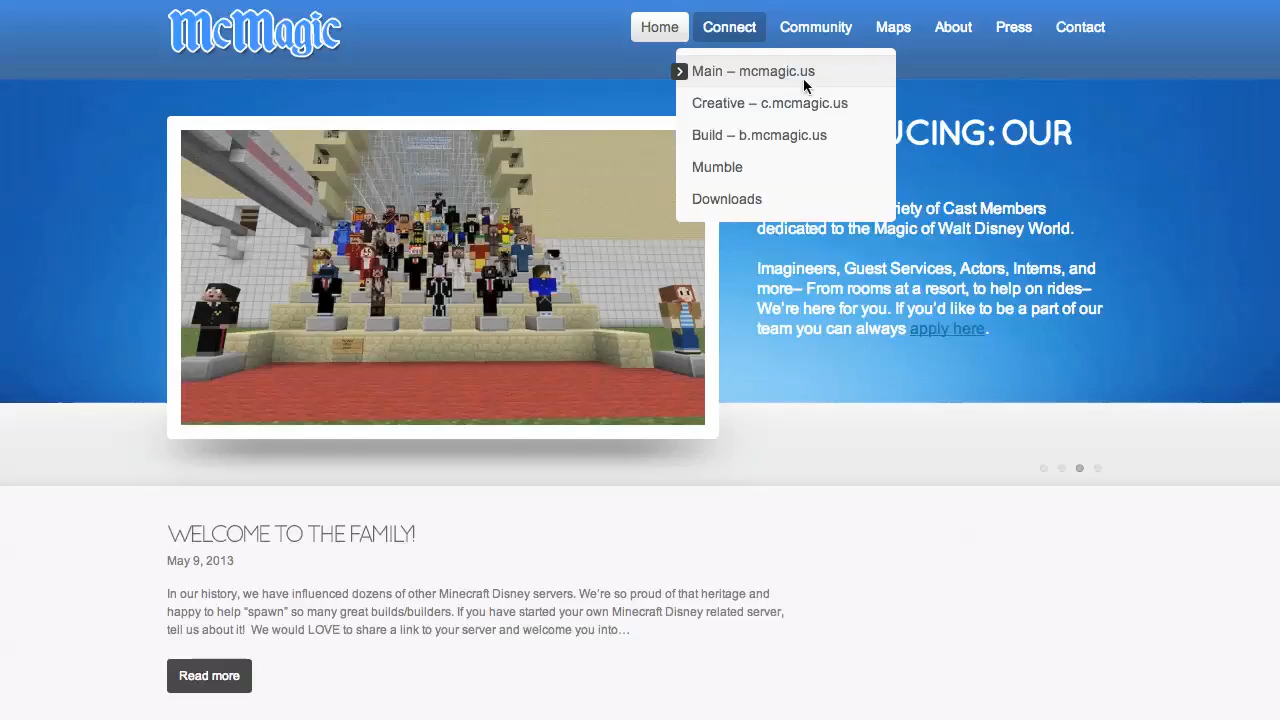 McMagic
Home
Connect
Community
Maps
About
Press
Contact
Main – mcmagic.us
Creative – c.mcmagic.us
Build – b.mcmagic.us
Mumble
Downloads
UCING: OUR
riety of Cast Members
dedicated to the Magic of Walt Disney World.
Imagineers, Guest Services, Actors, Interns, and
more– From rooms at a resort, to help on rides–
We're here for you. If you'd like to be a part of our
team you can always apply here.
WELCOME TO THE FAMILY!
May 9, 2013
In our history, we have influenced dozens of other Minecraft Disney servers. We're so proud of that heritage and
happy to help "spawn" so many great builds/builders. If you have started your own Minecraft Disney related server,
tell us about it!  We would LOVE to share a link to your server and welcome you into…
Read more